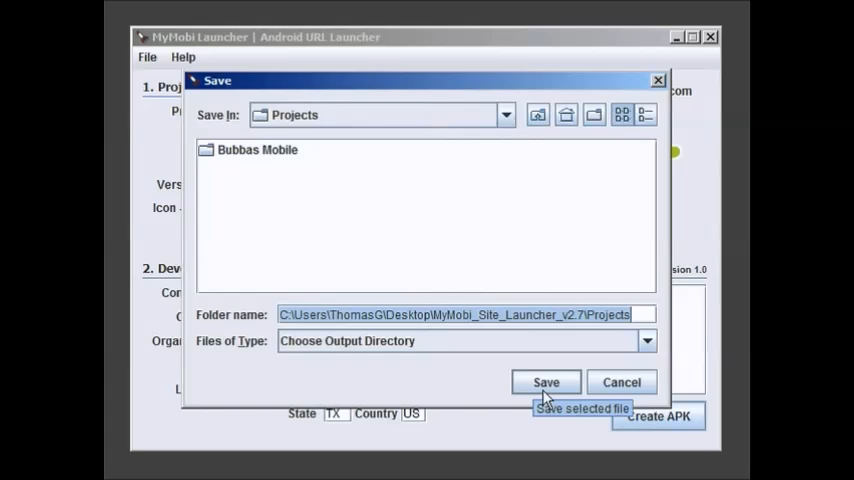 MyMobi Launcher | Android URL Launcher
File Help
Save
1. Proj
com
Save In: Projects
Bubbas Mobile
Vers
Icon
2. Dev
sion 1.0
Folder name: C:\Users\ThomasG\Desktop\MyMobi_Site_Launcher_v2.7\Projects
Files of Type: Choose Output Directory
Organ
Save Cancel
Save selected file
State TX Country US
Create APK